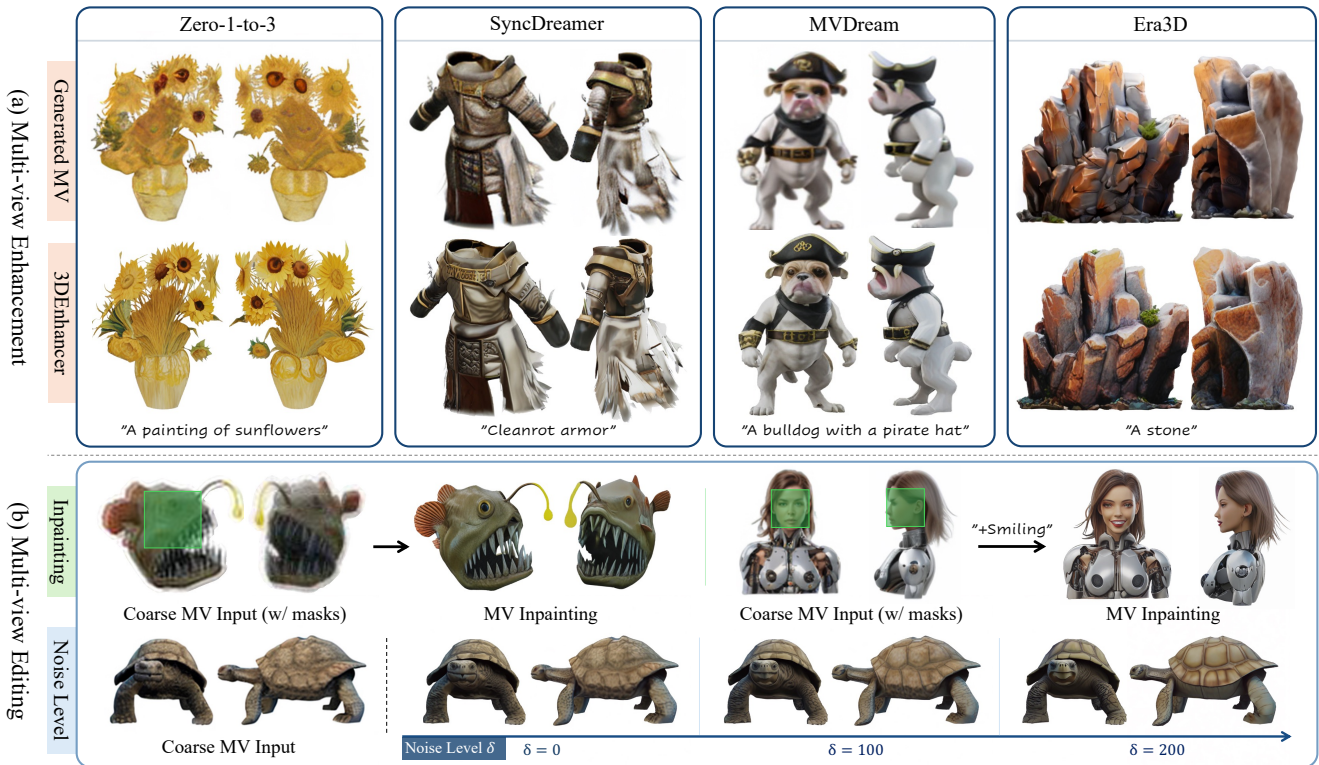 Zero-1-to-3
SyncDreamer
MVDream
Era3D
(a) Multi-view Enhancement
Generated MV
3DEnhancer
"A painting of sunflowers"
"Cleanrot armor"
"A bulldog with a pirate hat"
"A stone"
(b) Multi-view Editing
Inpainting
"+Smiling"
Coarse MV Input (w/ masks)
MV Inpainting
Coarse MV Input (w/ masks)
MV Inpainting
Noise Level
Coarse MV Input
Noise Level δ
δ = 0
δ = 100
δ = 200